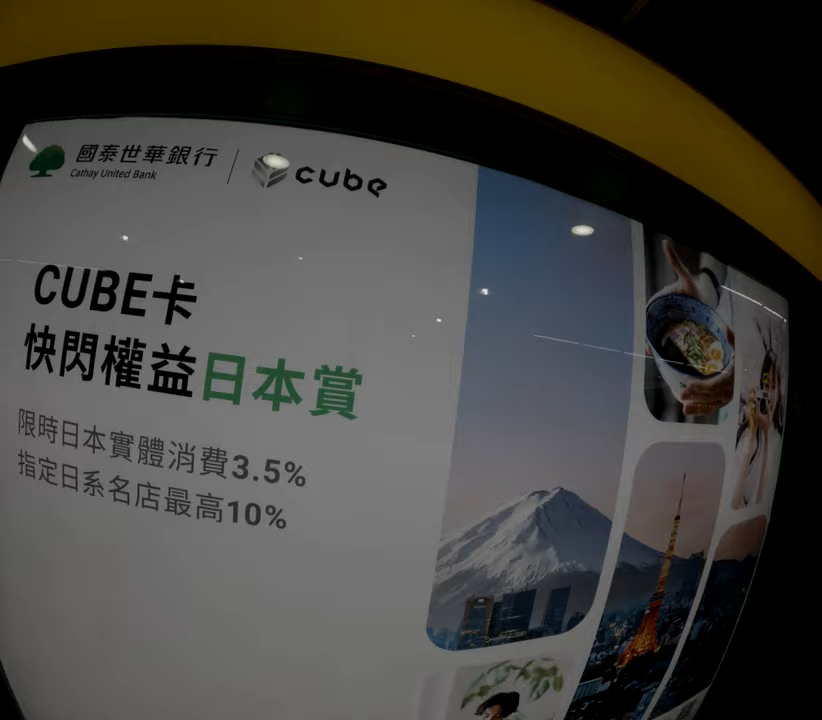 國泰世華銀行
Cathay United Bank
cube
CUBE卡
快閃權益日本賞
限時日本實體消費3.5%
指定日系名店最高10%